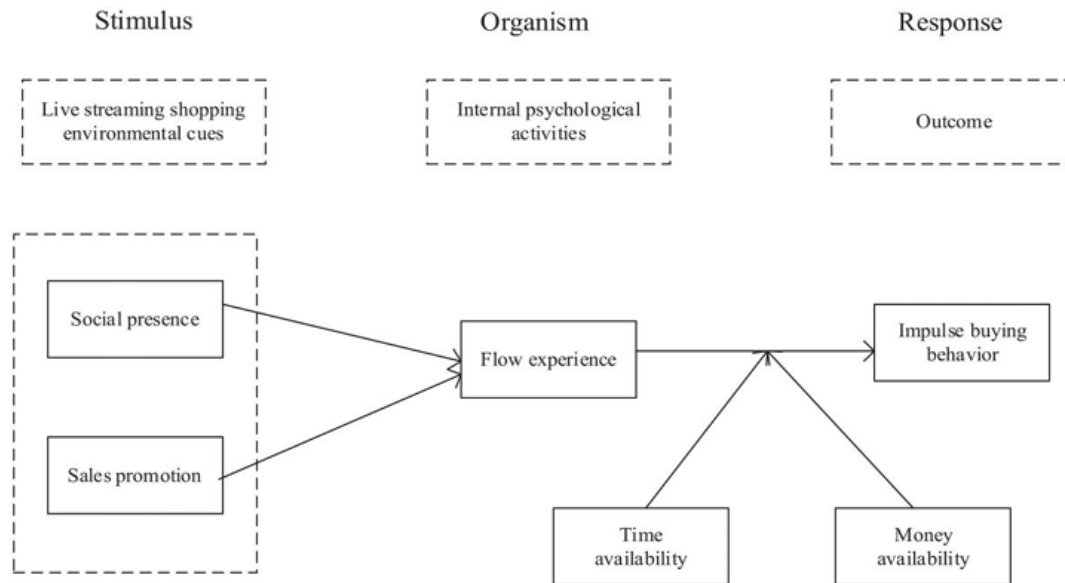 Stimulus
Organism
Response
Live streaming shopping
environmental cues
Internal psychological
activities
Outcome
Social presence
Flow experience
Impulse buying
behavior
Sales promotion
Time
availability
Money
availability